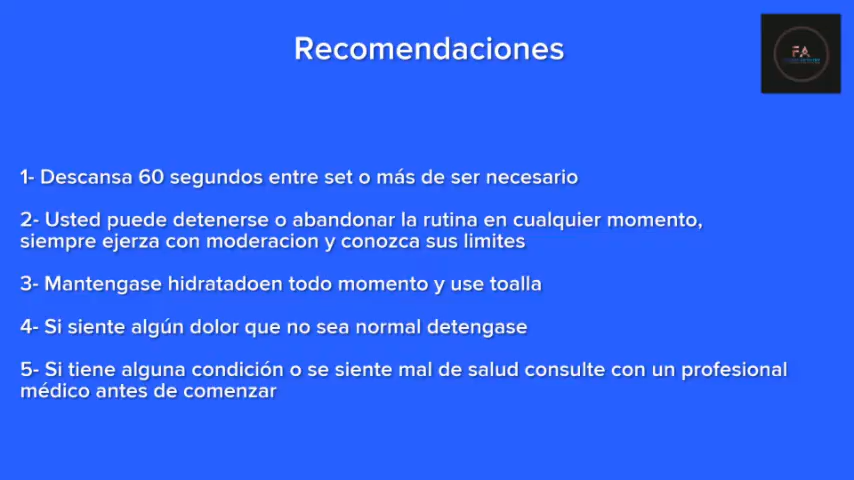 Recomendaciones
FA
1- Descansa 60 segundos entre set o más de ser necesario
2- Usted puede detenerse o abandonar la rutina en cualquier momento,
siempre ejerza con moderacion y conozca sus limites
3- Mantengase hidratadoen todo momento y use toalla
4- Si siente algún dolor que no sea normal detengase
5- Si tiene alguna condición o se siente mal de salud consulte con un profesional
médico antes de comenzar